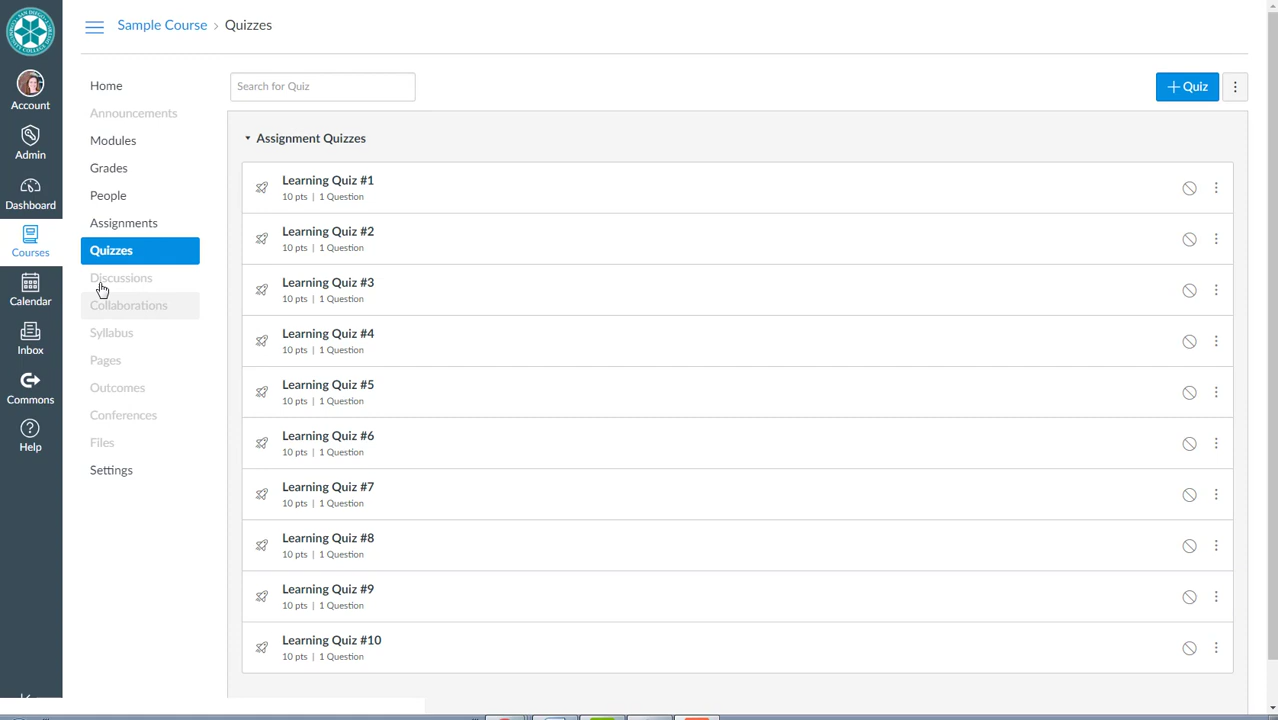 Sample Course › Quizzes
Account
Admin
Dashboard
Courses
Calendar
Inbox
Commons
Help
Home
Announcements
Modules
Grades
People
Assignments
Quizzes
Discussions
Collaborations
Syllabus
Pages
Outcomes
Conferences
Files
Settings
Search for Quiz
+ Quiz
Assignment Quizzes
Learning Quiz #1
10 pts | 1 Question
Learning Quiz #2
10 pts | 1 Question
Learning Quiz #3
10 pts | 1 Question
Learning Quiz #4
10 pts | 1 Question
Learning Quiz #5
10 pts | 1 Question
Learning Quiz #6
10 pts | 1 Question
Learning Quiz #7
10 pts | 1 Question
Learning Quiz #8
10 pts | 1 Question
Learning Quiz #9
10 pts | 1 Question
Learning Quiz #10
10 pts | 1 Question